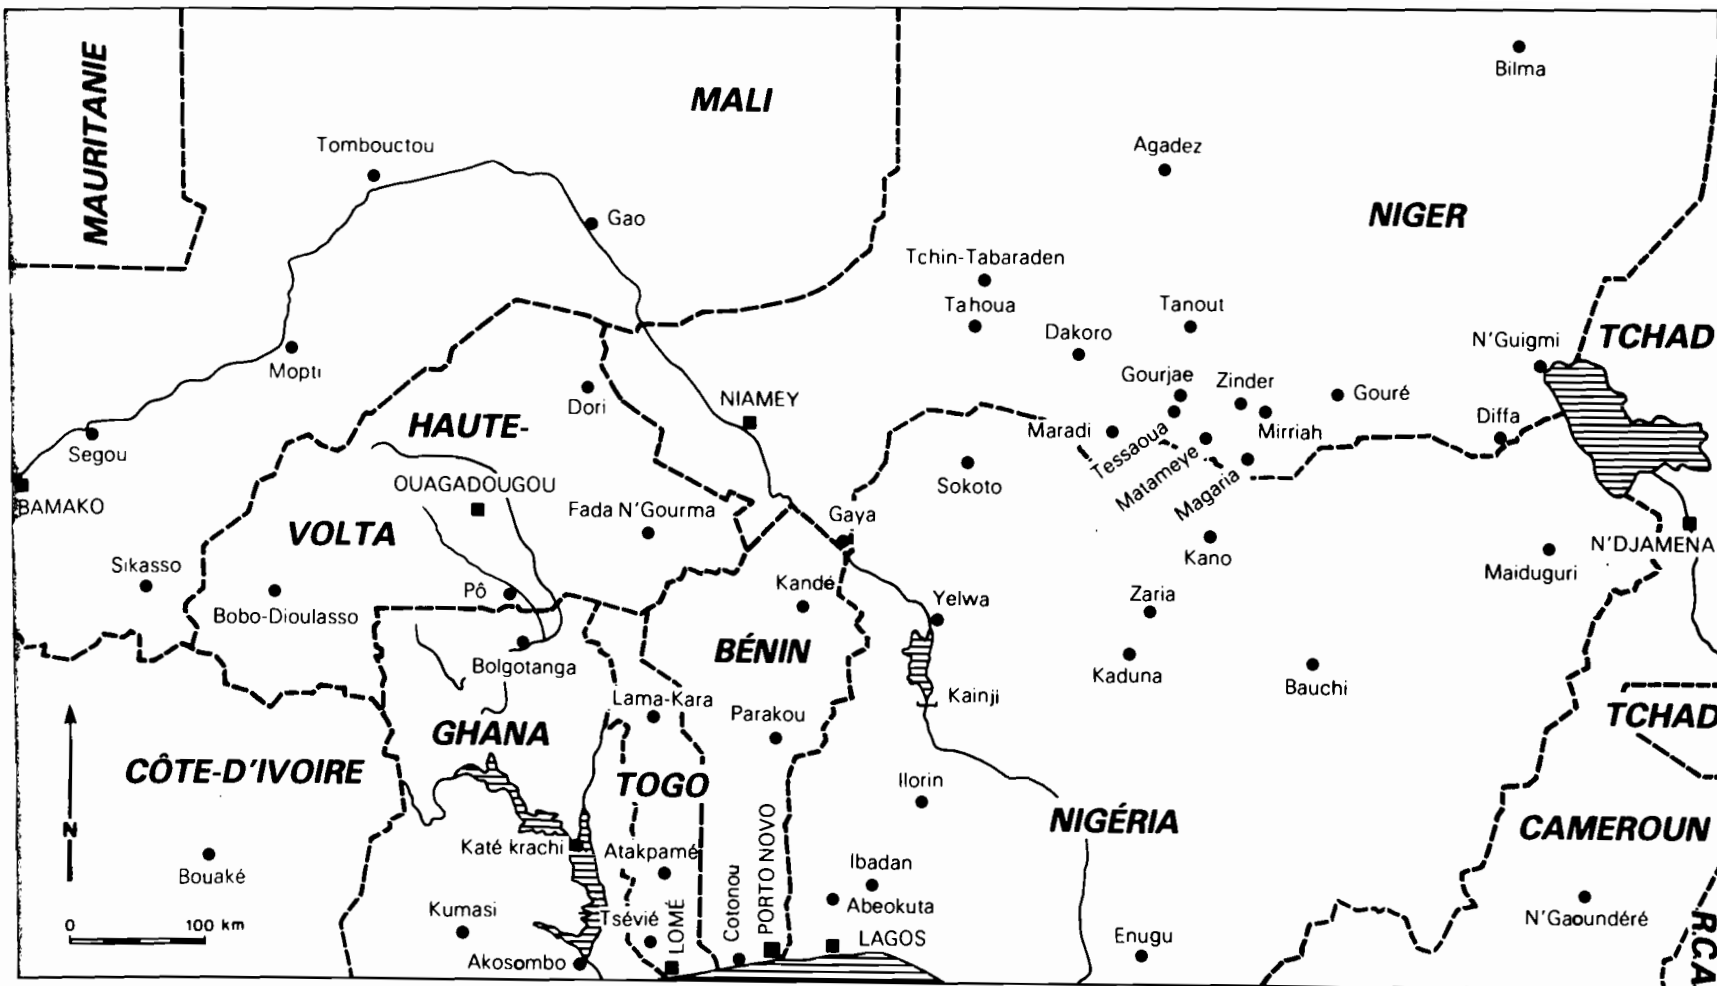 MAURITANIE
MALI
Bilma
Tombouctou
Agadez
Gao
NIGER
Tchin-Tabaraden
Tahoua
Tanout
Dakoro
N'Guigmi
TCHAD
Mopti
Gourjae
Zinder
Gouré
Dori
NIAMEY
HAUTE-
Maradi
Mirriah
Diffa
Segou
Tessaoua
Matameye
Magaria
Sokoto
BAMAKO
OUAGADOUGOU
Fada N'Gourma
Gaya
VOLTA
Kano
N'DJAMENA
Sikasso
Maiduguri
Bobo-Dioulasso
Pô
Kandé
Yelwa
Zaria
BÉNIN
Bolgotanga
Kaduna
Bauchi
Lama-Kara
Kainji
Parakou
TCHAD
GHANA
CÔTE-D'IVOIRE
TOGO
Ilorin
NIGÉRIA
CAMEROUN
N
Katé krachi
Atakpamé
Bouaké
Ibadan
Abeokuta
Cotonou
PORTO NOVO
Kumasi
Tsévié
LOMÉ
N'Gaoundéré
0 100 km
LAGOS
Enugu
Akosombo
R.C.A